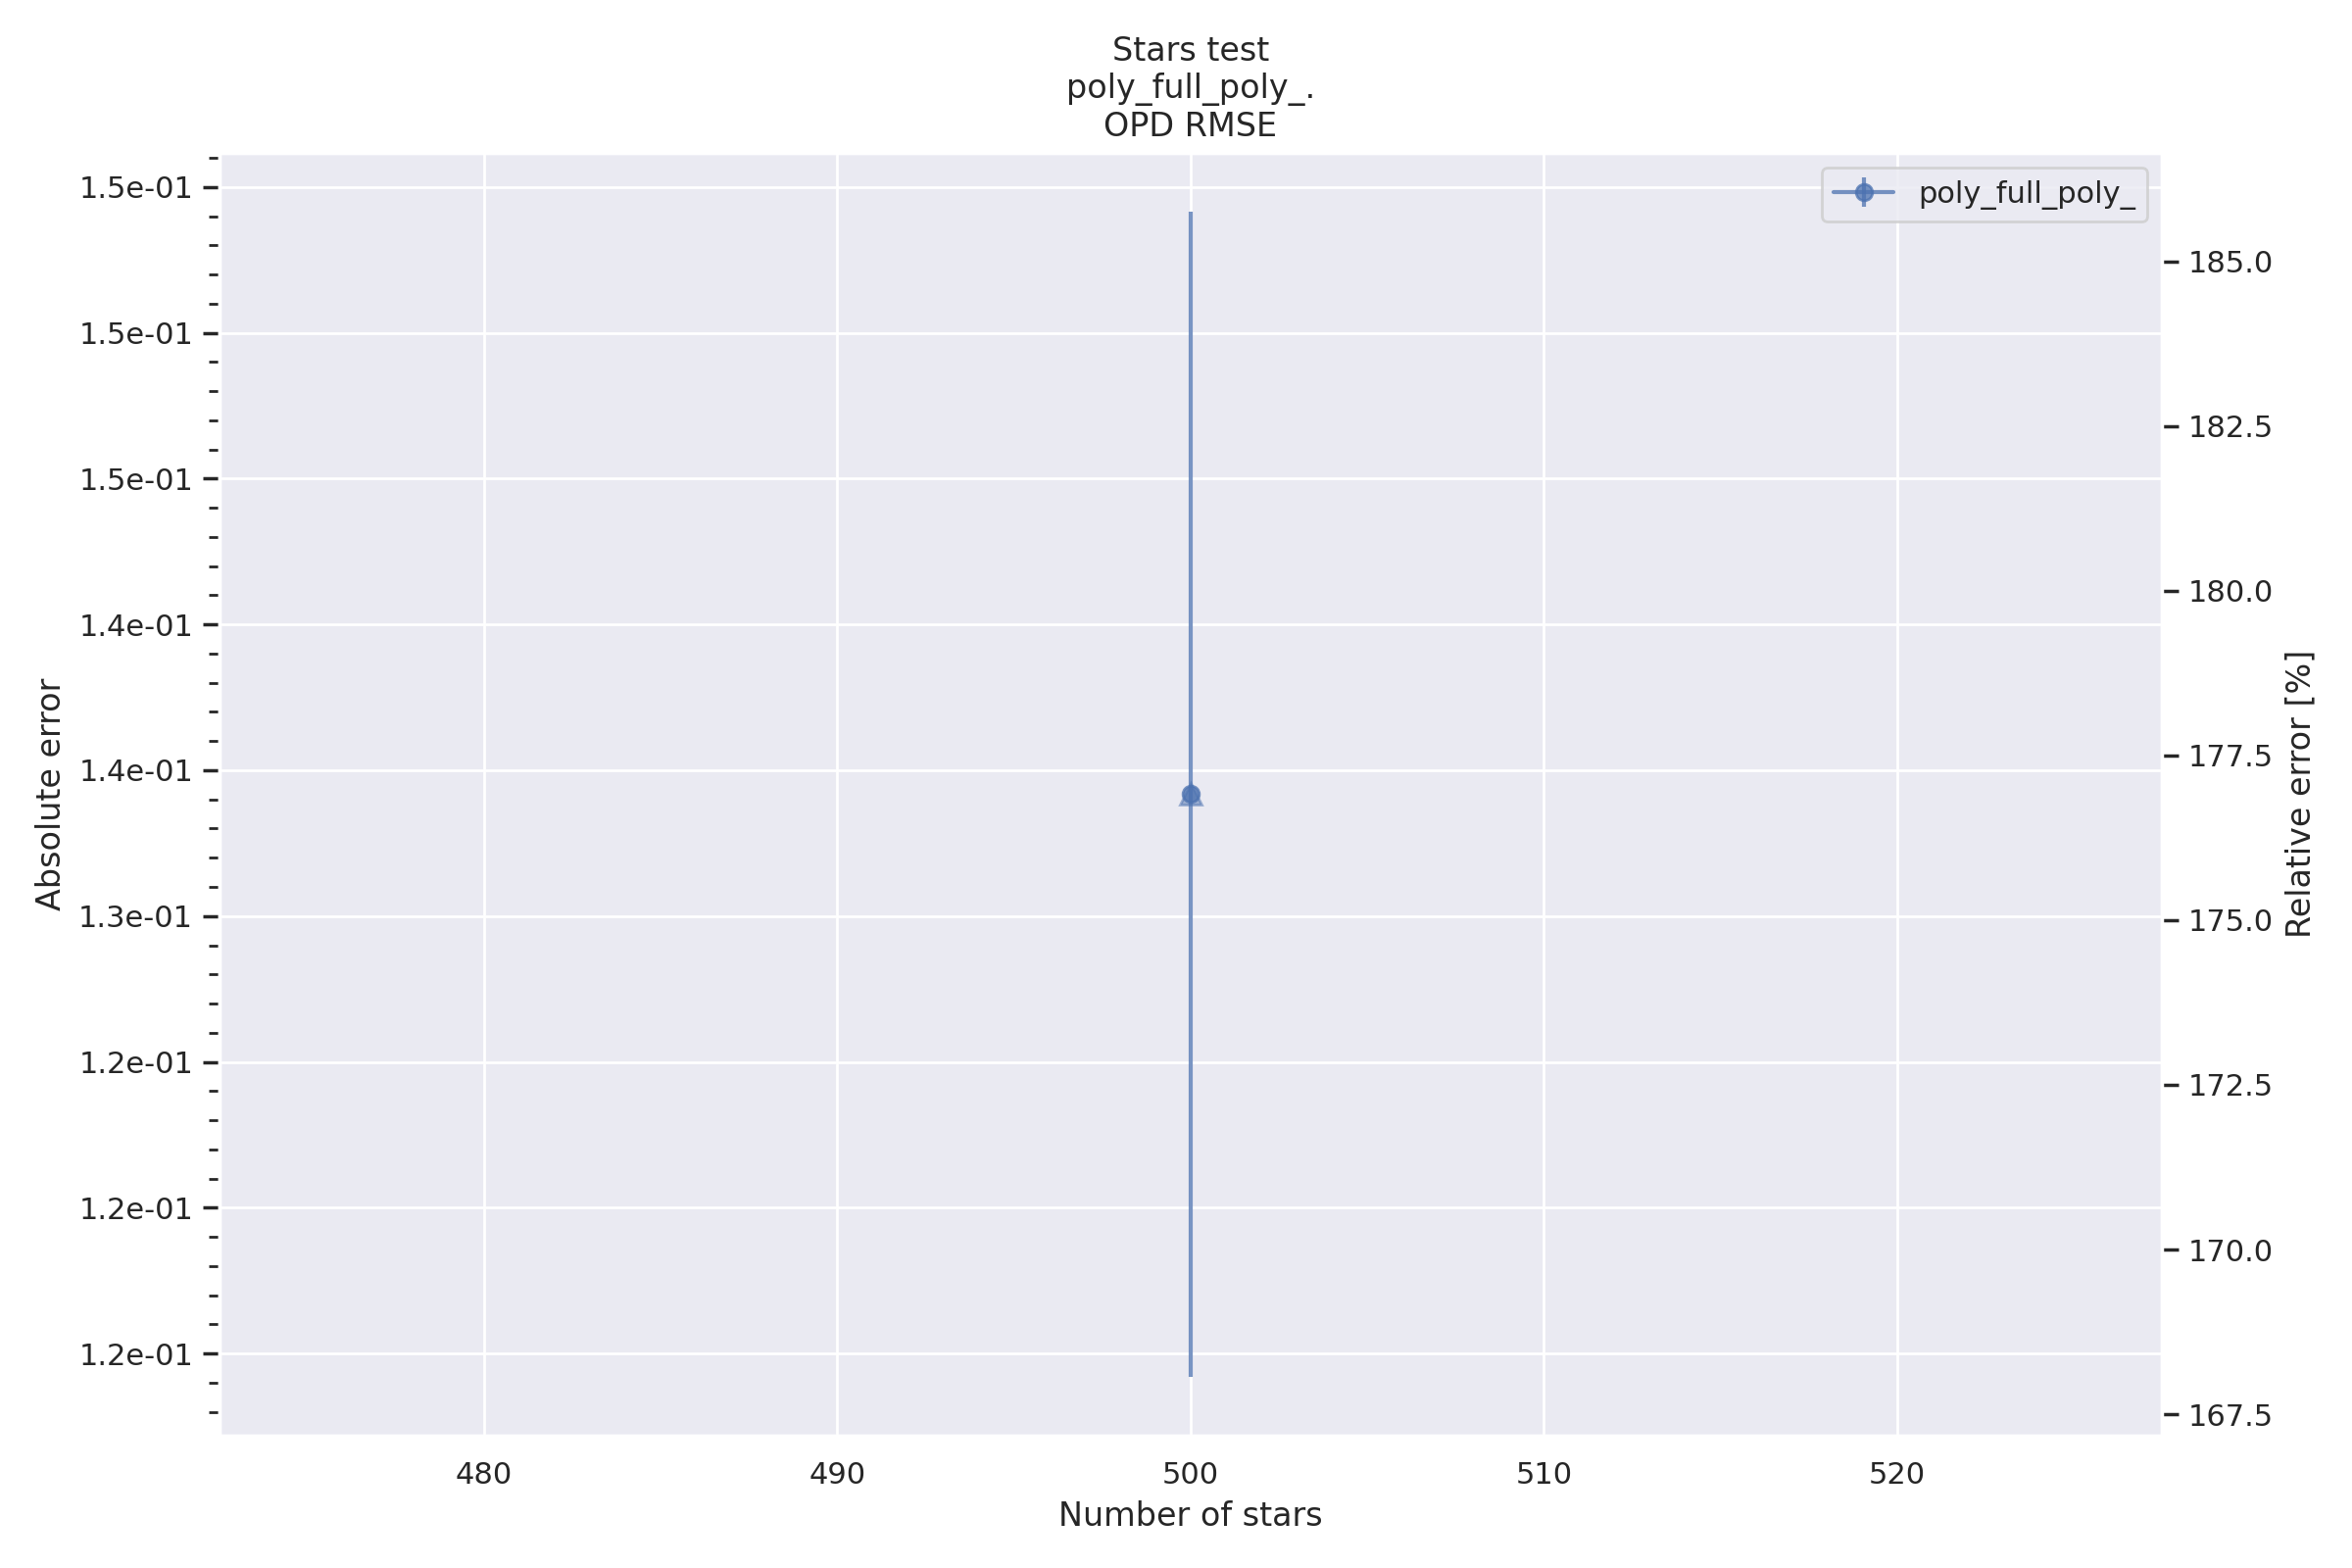 Stars test
poly_full_poly_.
OPD RMSE
poly_full_poly_
Absolute error
1.5e-01
1.5e-01
1.5e-01
1.4e-01
1.4e-01
1.3e-01
1.2e-01
1.2e-01
1.2e-01
185.0
182.5
180.0
177.5
175.0
172.5
170.0
167.5
Relative error [%]
480 490 500 510 520
Number of stars